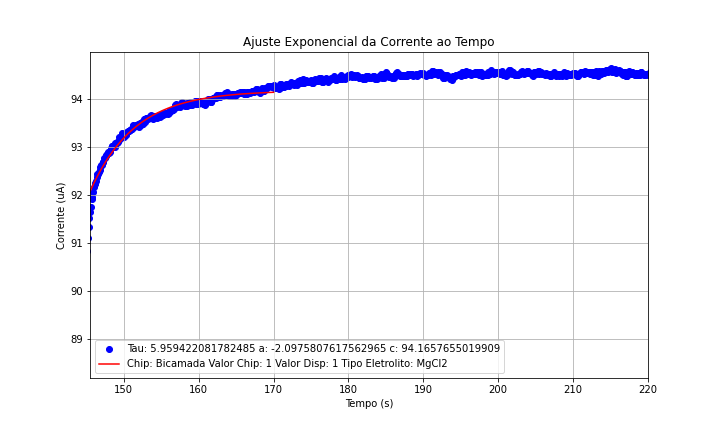 Ajuste Exponencial da Corrente ao Tempo
Corrente (uA)
94
93
92
91
90
89
Tau: 5.959422081782485 a: -2.0975807617562965 c: 94.1657655019909
Chip: Bicamada Valor Chip: 1 Valor Disp: 1 Tipo Eletrolito: MgCl2
150 160 170 180 190 200 210 220
Tempo (s)